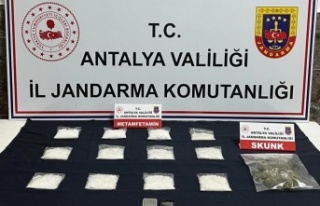 T.C.
ANTALYA VALİLİĞİ
İL JANDARMA KOMUTANLIĞI
METAMFETAMİN
SKUNK